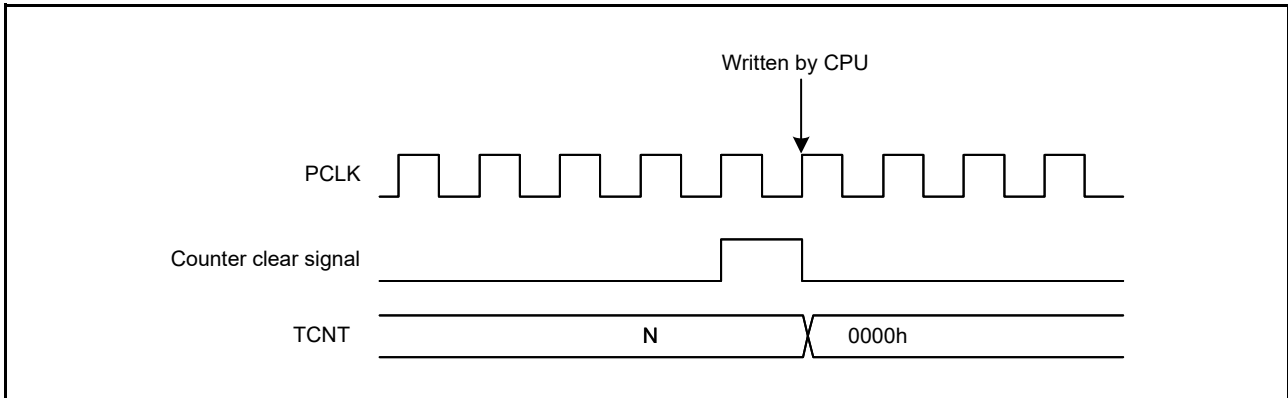 Written by CPU
PCLK
Counter clear signal
TCNT N 0000h